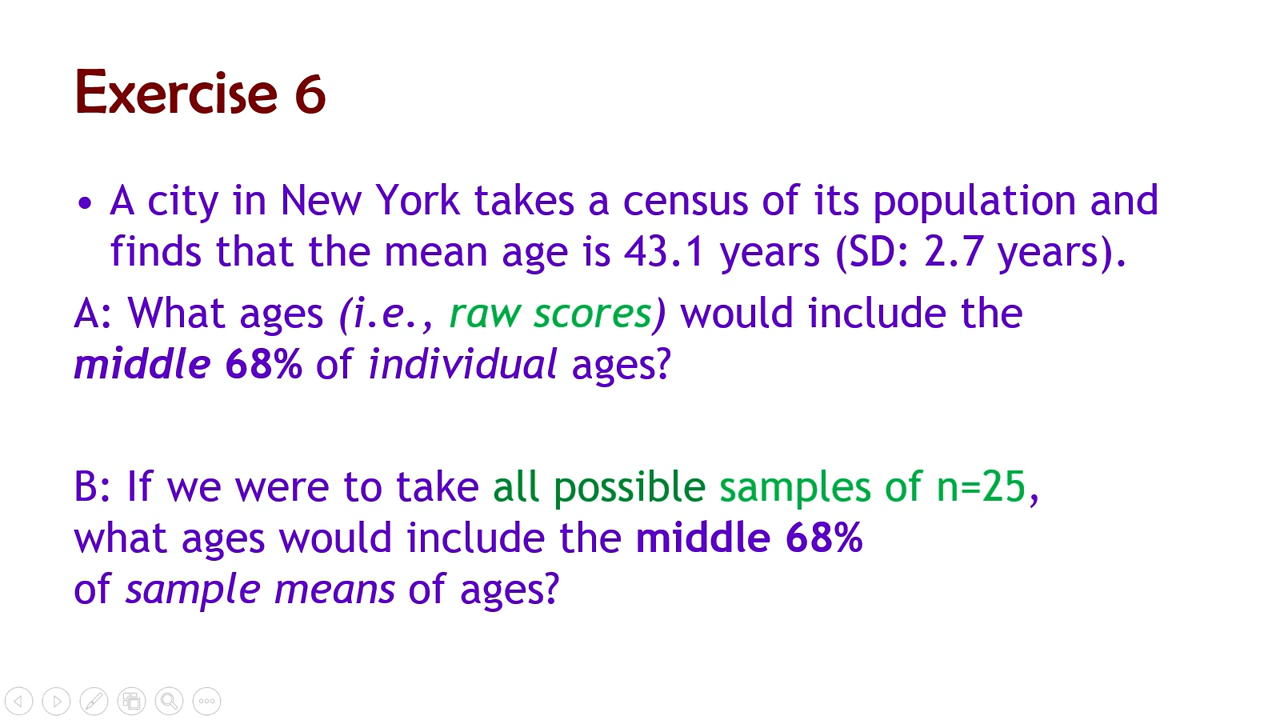 Exercise 6
• A city in New York takes a census of its population and
finds that the mean age is 43.1 years (SD: 2.7 years).
A: What ages (i.e., raw scores) would include the
middle 68% of individual ages?
B: If we were to take all possible samples of n=25,
what ages would include the middle 68%
of sample means of ages?